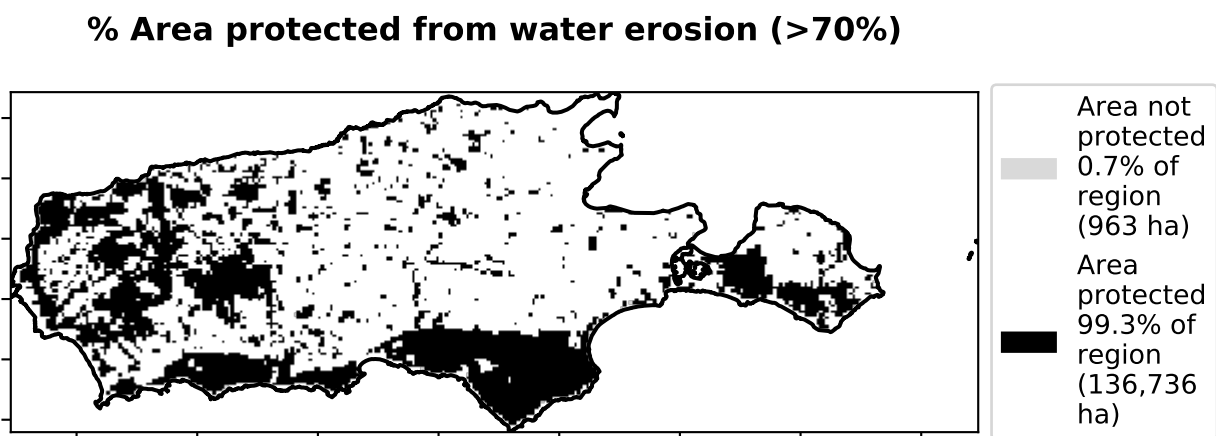 % Area protected from water erosion (>70%)
Area not
protected
0.7% of
region
(963 ha)
Area
protected
99.3% of
region
(136,736
ha)